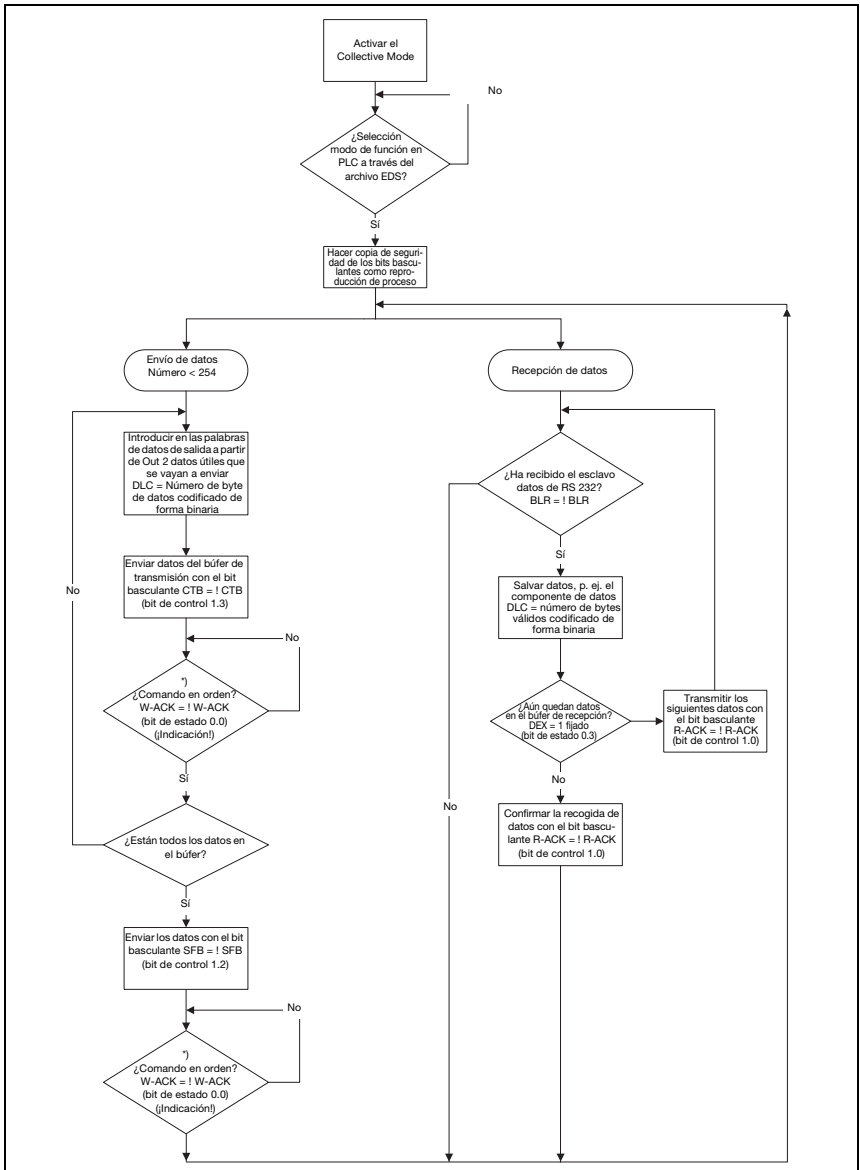 Activar el
Collective Mode
No
¿Selección
modo de función en
PLC a través del
archivo EDS?
Sí
Hacer copia de seguri-
dad de los bits bascu-
lantes como repro-
ducción de proceso
Envío de datos
Número < 254
Introducir en las palabras
de datos de salida a partir
de Out 2 datos útiles que
se vayan a enviar
DLC = Número de byte
de datos codificado de
forma binaria
Enviar datos del búfer de
transmisión con el bit
basculante CTB = ! CTB
(bit de control 1.3)
No
No
*)
¿Comando en orden?
W-ACK = ! W-ACK
(bit de estado 0.0)
(¡Indicación!)
Sí
¿Están todos los datos en
el búfer?
Sí
Enviar los datos con el bit
basculante SFB = ! SFB
(bit de control 1.2)
No
*)
¿Comando en orden?
W-ACK = ! W-ACK
(bit de estado 0.0)
(¡Indicación!)
Recepción de datos
¿Ha recibido el esclavo
datos de RS 232?
BLR = ! BLR
Sí
Salvar datos, p. ej. el
componente de datos
DLC = número de bytes
válidos codificado de
forma binaria
¿Aún quedan datos
en el búfer de recepción?
DEX = 1 fijado
(bit de estado 0.3)
Transmitir los
siguientes datos con
el bit basculante
R-ACK = ! R-ACK
(bit de control 1.0)
No
No
Confirmar la recogida de
datos con el bit bascu-
lante R-ACK = ! R-ACK
(bit de control 1.0)